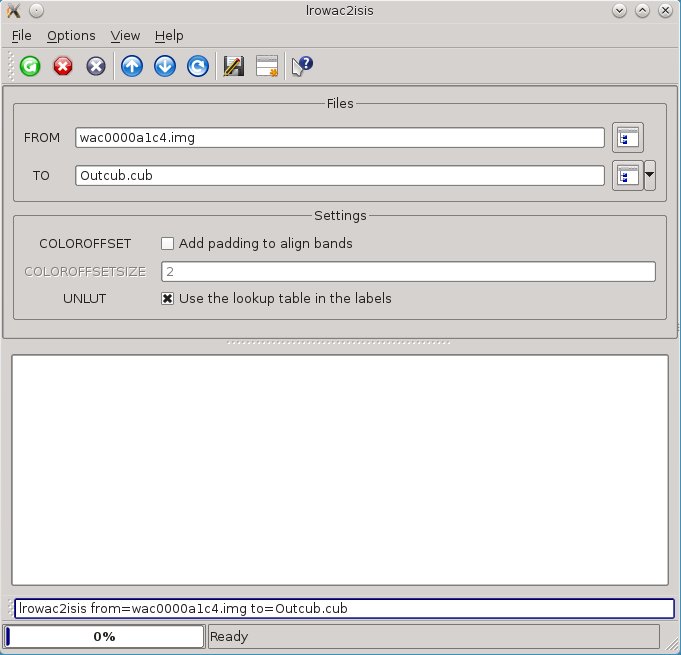 lrowac2isis
File Options View Help
Files
FROM wac0000a1c4.img
TO Outcub.cub
Settings
COLOROFFSET Add padding to align bands
COLOROFFSETSIZE 2
UNLUT Use the lookup table in the labels
lrowac2isis from=wac0000a1c4.img to=Outcub.cub
0% Ready